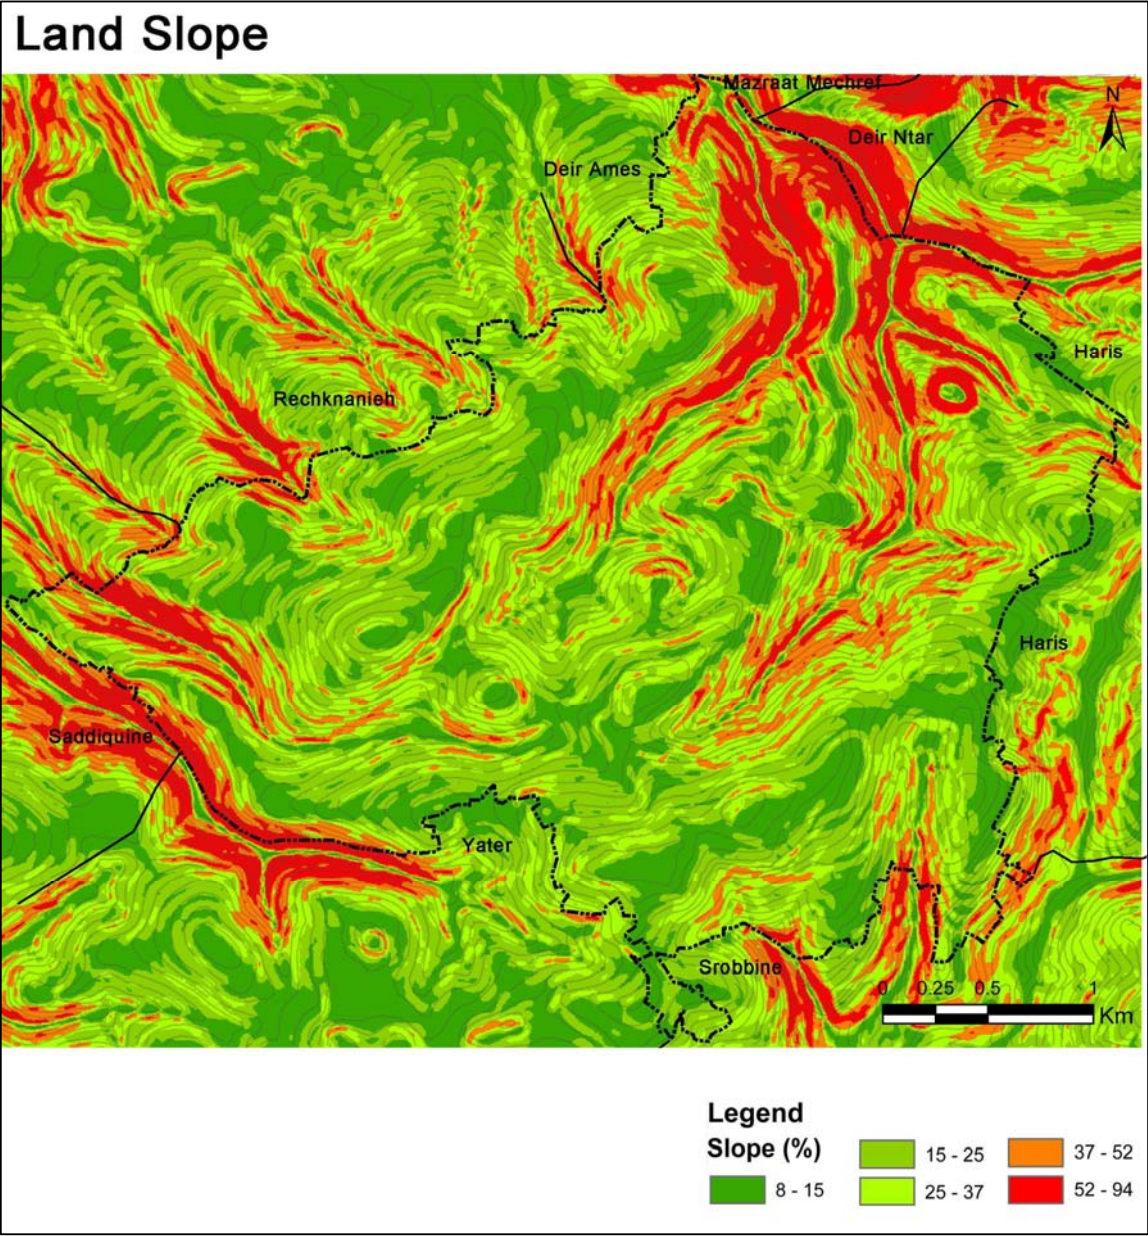 Land Slope
Mazraat Mechref
N
Deir Ntar
Deir Ames
Haris
Rechknanieh
Haris
Saddiquine
Yater
Srobbine
0 0.25 0.5 1
Km
Legend
Slope (%)
8 - 15
15 - 25
25 - 37
37 - 52
52 - 94